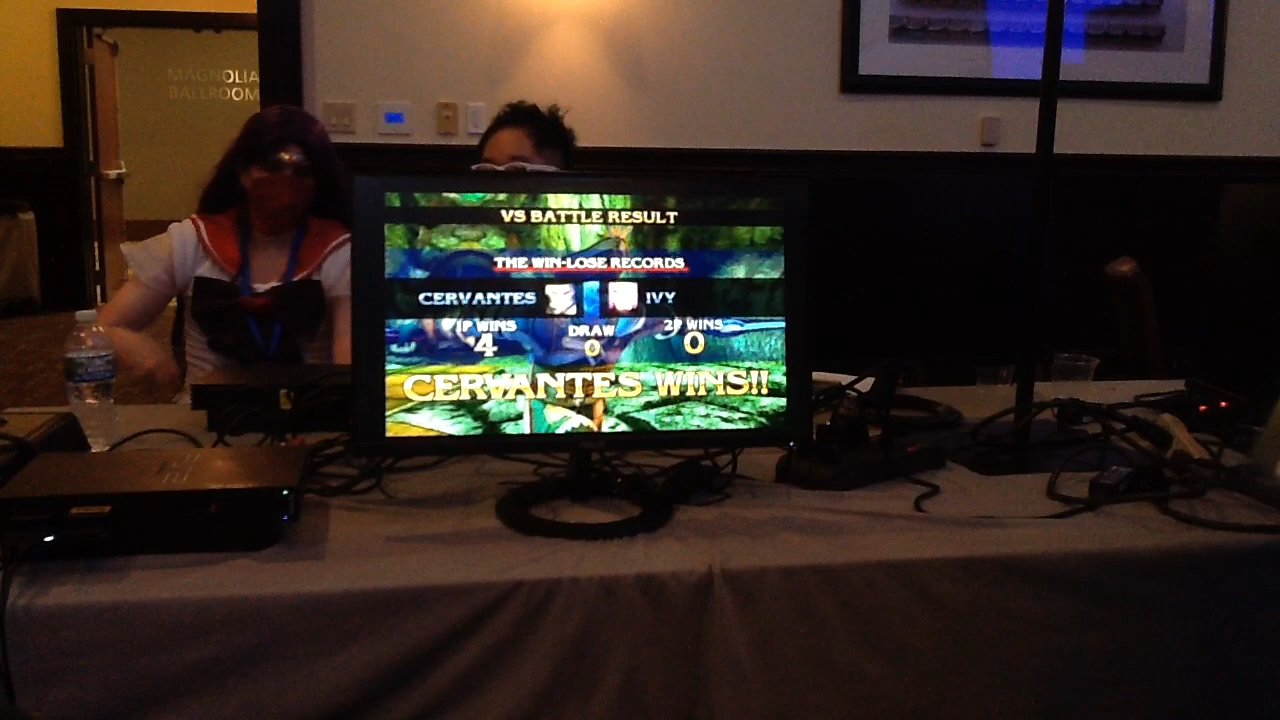 MAGNOLIA
BALLROOM
VS BATTLE RESULT
THE WIN-LOSE RECORDS
CERVANTES IVY
1P WINS DRAW 2P WINS
4 0 0
CERVANTES WINS!!